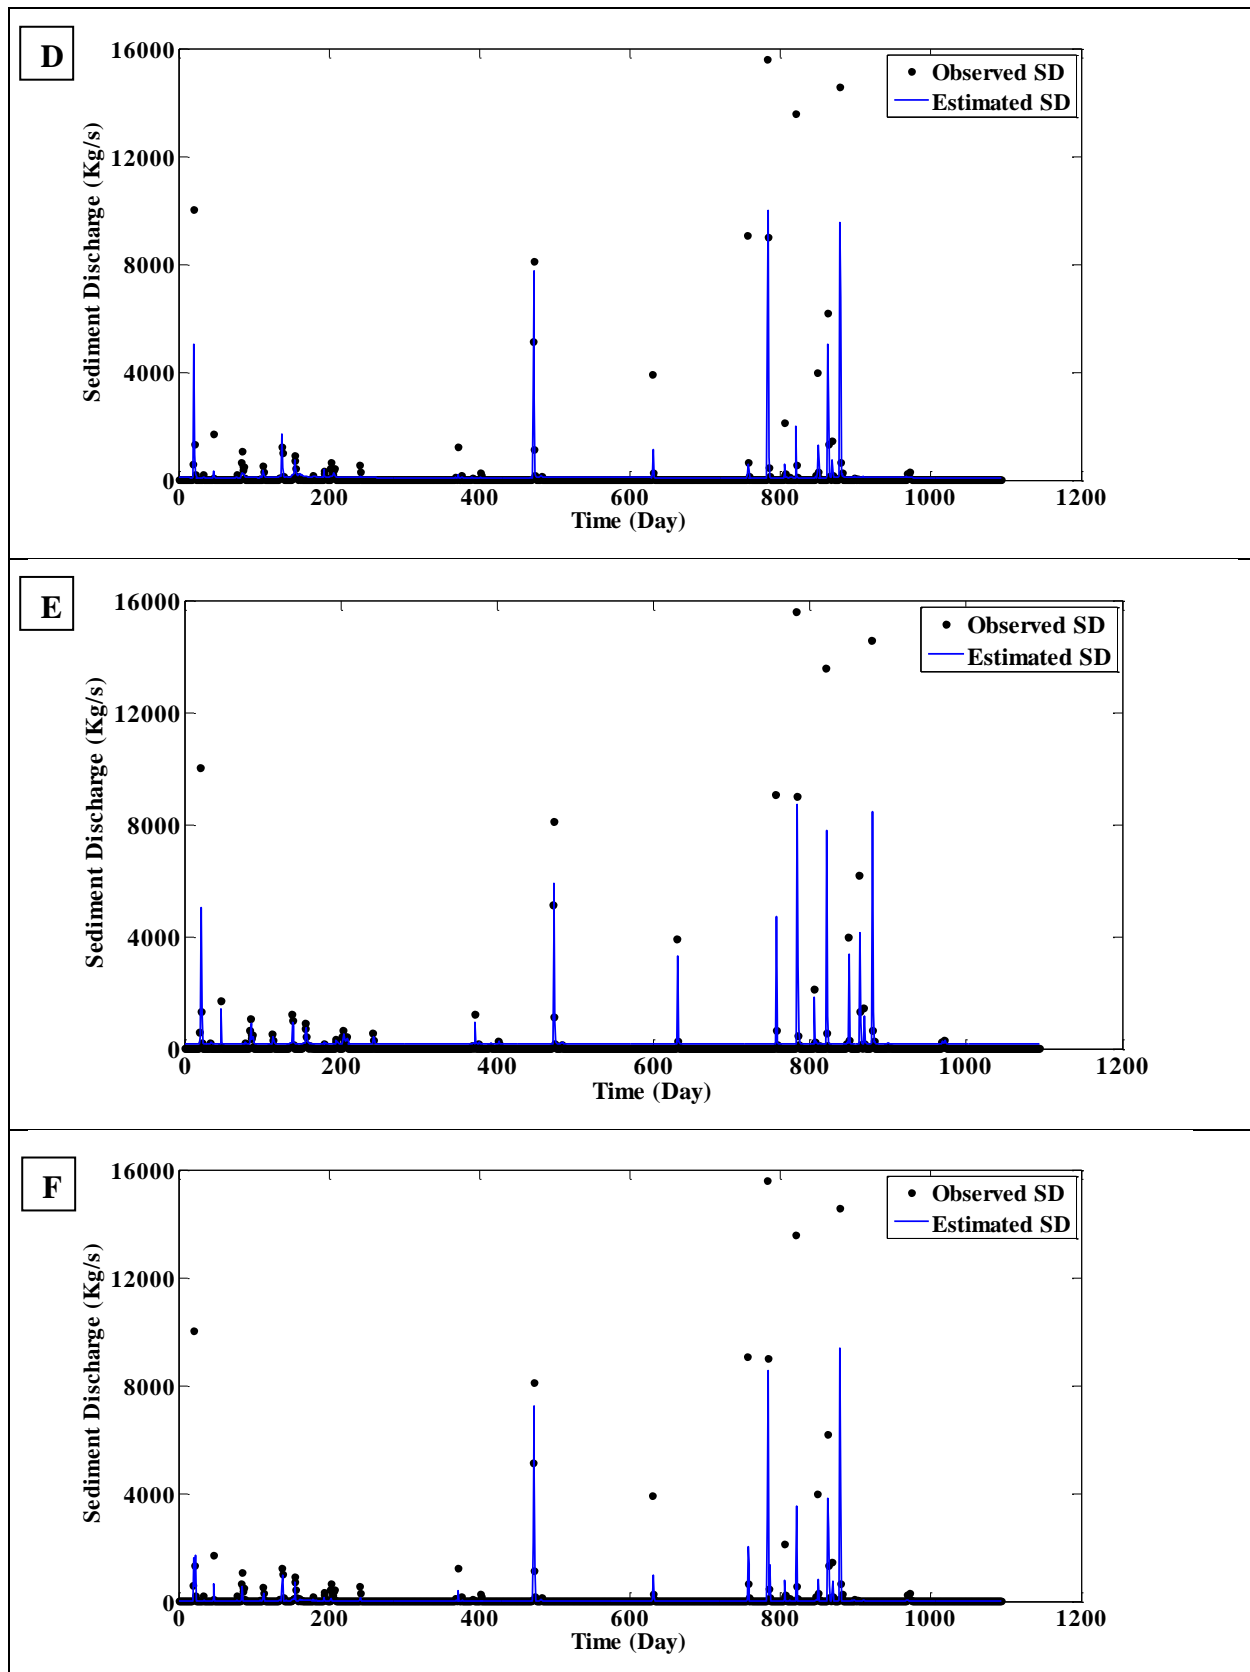 D
16000
12000
8000
4000
0
Sediment Discharge (Kg/s)
Observed SD
Estimated SD
0 200 400 600 800 1000 1200
Time (Day)
E
16000
12000
8000
4000
0
Sediment Discharge (Kg/s)
Observed SD
Estimated SD
0 200 400 600 800 1000 1200
Time (Day)
F
16000
12000
8000
4000
0
Sediment Discharge (Kg/s)
Observed SD
Estimated SD
0 200 400 600 800 1000 1200
Time (Day)